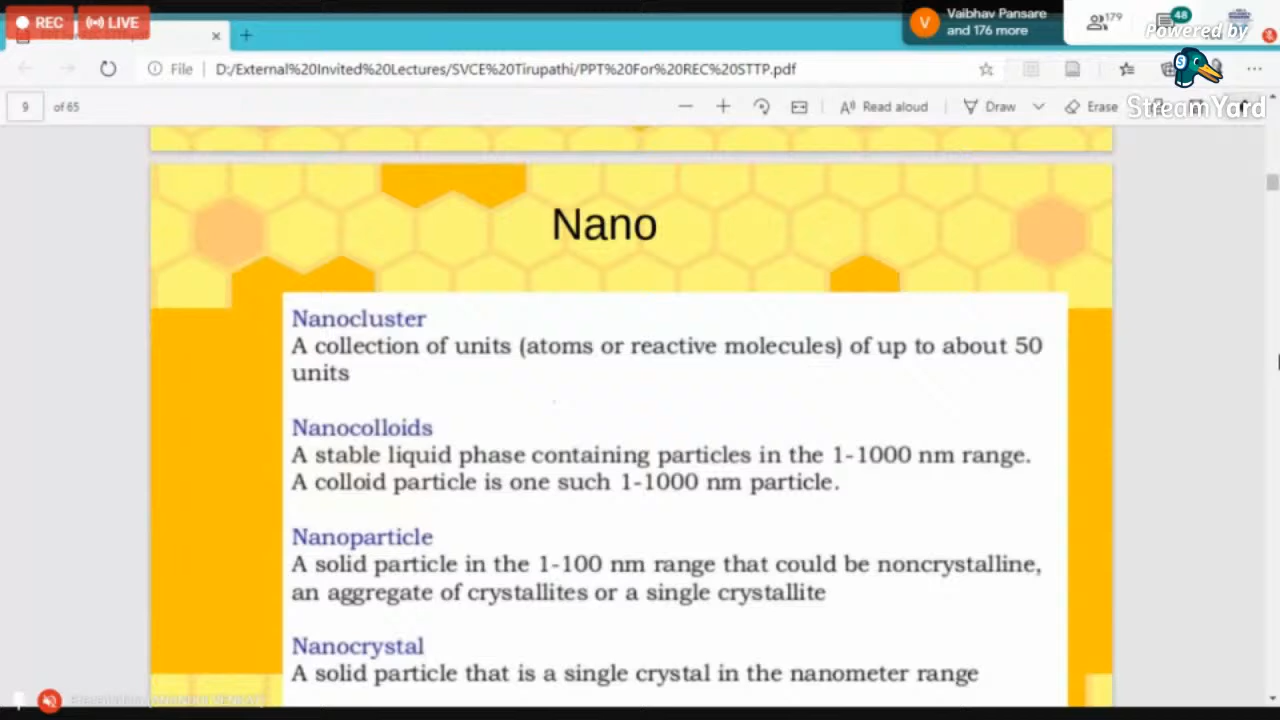 REC
LIVE
Vaibhav Pansare
and 176 more
179
48
Powered by
File
D:/External%20Invited%20Lectures/SVCE%20Tirupathi/PPT%20For%20REC%20STTP.pdf
9
of 65
Read aloud
Draw
Erase
StreamYard
Nano
Nanocluster
A collection of units (atoms or reactive molecules) of up to about 50
units
Nanocolloids
A stable liquid phase containing particles in the 1-1000 nm range.
A colloid particle is one such 1-1000 nm particle.
Nanoparticle
A solid particle in the 1-100 nm range that could be noncrystalline,
an aggregate of crystallites or a single crystallite
Nanocrystal
A solid particle that is a single crystal in the nanometer range